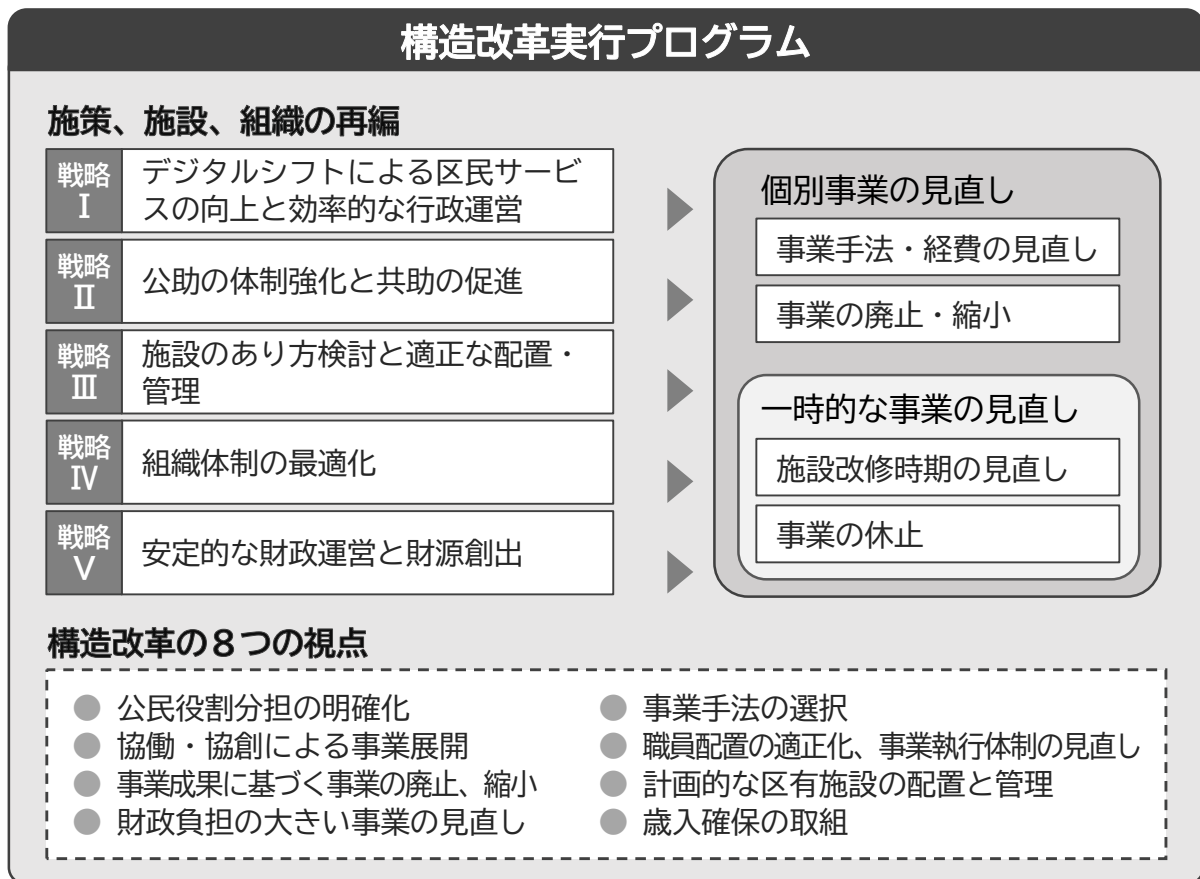 構造改革実行プログラム
施策、施設、組織の再編
戦略
Ⅰ
デジタルシフトによる区民サービ
スの向上と効率的な行政運営
戦略
Ⅱ
公助の体制強化と共助の促進
戦略
Ⅲ
施設のあり方検討と適正な配置・
管理
戦略
Ⅳ
組織体制の最適化
戦略
Ⅴ
安定的な財政運営と財源創出
個別事業の見直し
事業手法・経費の見直し
事業の廃止・縮小
一時的な事業の見直し
施設改修時期の見直し
事業の休止
構造改革の８つの視点
● 公民役割分担の明確化
● 協働・協創による事業展開
● 事業成果に基づく事業の廃止、縮小
● 財政負担の大きい事業の見直し
● 事業手法の選択
● 職員配置の適正化、事業執行体制の見直し
● 計画的な区有施設の配置と管理
● 歳入確保の取組